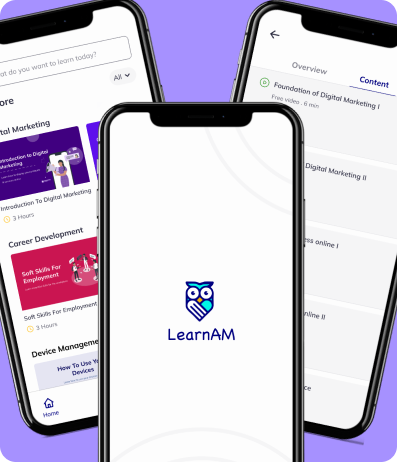 at do you want to learn today?
All
ore
tal Marketing
Introduction to Digital
Marketing
Introduction To Digital Marketing
3 Hours
Career Development
Soft Skills For
Employment
Soft Skills For Employment
3 Hours
Device Manageme
How To Use Yo
Devices
Home
LearnAM
Overview
Content
Foundation of Digital Marketing I
Free video . 6 min
Digital Marketing II
ess online I
nline II
ce